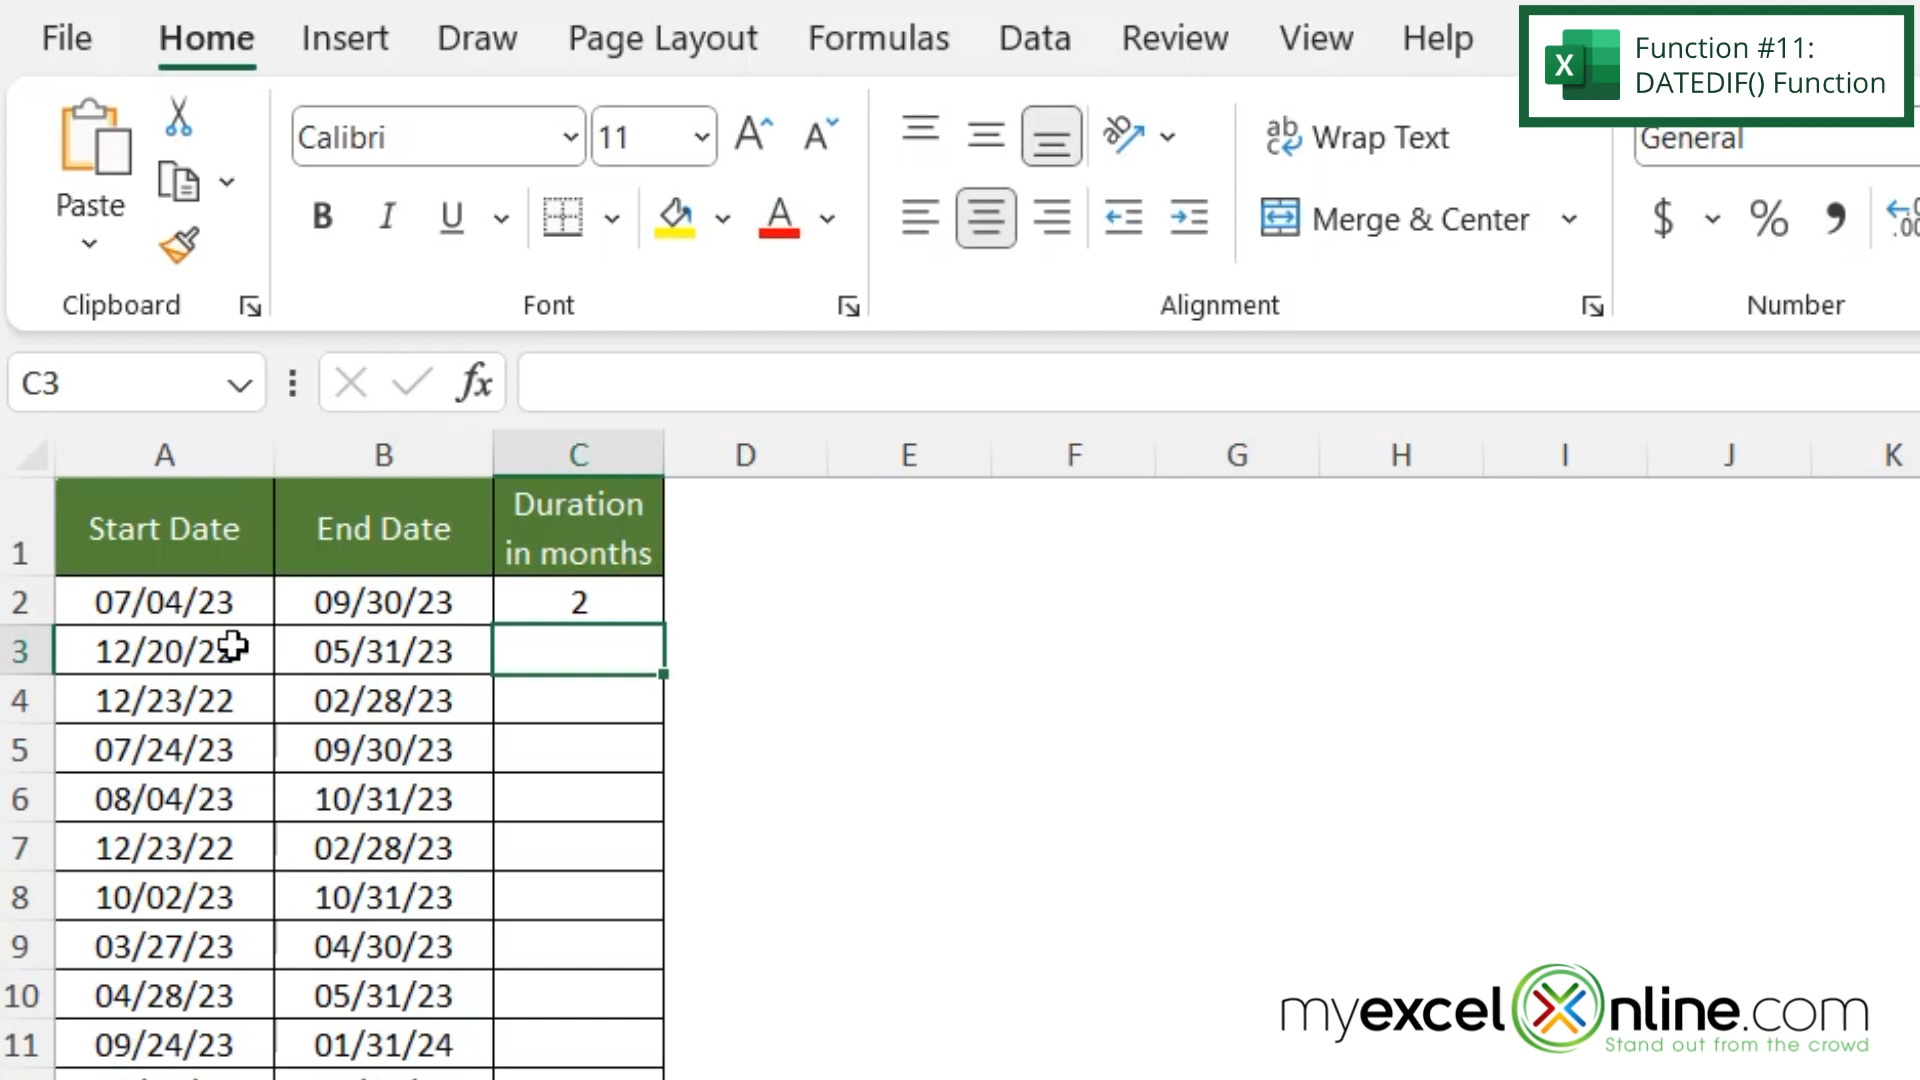 File Home Insert Draw Page Layout Formulas Data Review View Help
Function #11:
DATEDIF() Function
Calibri 11 Wrap Text General
Paste B I U A Merge & Center $ % 9
Clipboard Font Alignment Number
C3 fx
A B C D E F G H I J K
1 Start Date End Date Duration
in months
2 07/04/23 09/30/23 2
3 12/20/2 05/31/23
4 12/23/22 02/28/23
5 07/24/23 09/30/23
6 08/04/23 10/31/23
7 12/23/22 02/28/23
8 10/02/23 10/31/23
9 03/27/23 04/30/23
10 04/28/23 05/31/23
11 09/24/23 01/31/24
myexcelOnline.com
Stand out from the crowd